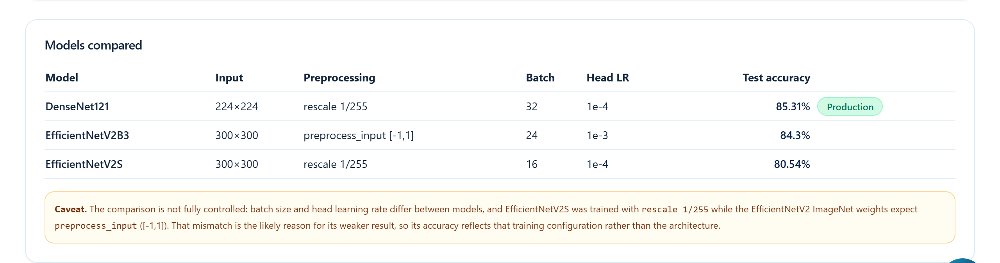 Models compared
Model Input Preprocessing Batch Head LR Test accuracy
DenseNet121 224×224 rescale 1/255 32 1e-4 85.31% Production
EfficientNetV2B3 300×300 preprocess_input [-1,1] 24 1e-3 84.3%
EfficientNetV2S 300×300 rescale 1/255 16 1e-4 80.54%
Caveat. The comparison is not fully controlled: batch size and head learning rate differ between models, and EfficientNetV2S was trained with rescale 1/255 while the EfficientNetV2 ImageNet weights expect
preprocess_input ([-1,1]). That mismatch is the likely reason for its weaker result, so its accuracy reflects that training configuration rather than the architecture.